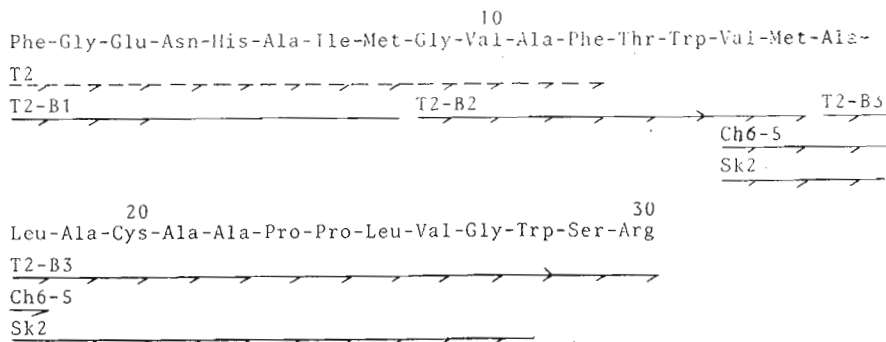 10
Phe-Gly-Glu-Asn-His-Ala-Ile-Met-Gly-Val-Ala-Phe-Thr-Trp-Val-Met-Ala-
T2
T2-B1 T2-B2 T2-B3
Ch6-5
Sk2
20 30
Leu-Ala-Cys-Ala-Ala-Pro-Pro-Leu-Val-Gly-Trp-Ser-Arg
T2-B3
Ch6-5
Sk2